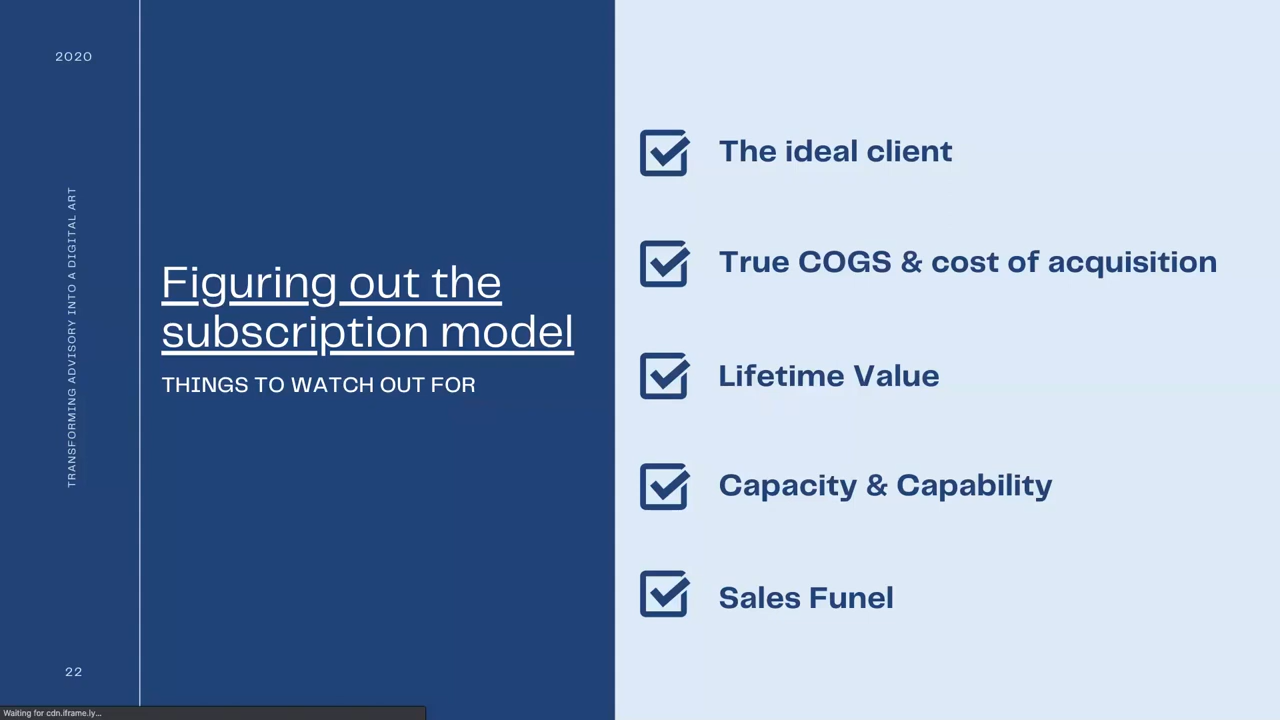 2020
TRANSFORMING ADVISORY INTO A DIGITAL ART
22
Figuring out the
subscription model
THINGS TO WATCH OUT FOR
The ideal client
True COGS & cost of acquisition
Lifetime Value
Capacity & Capability
Sales Funel
Waiting for cdn.iframe.ly...